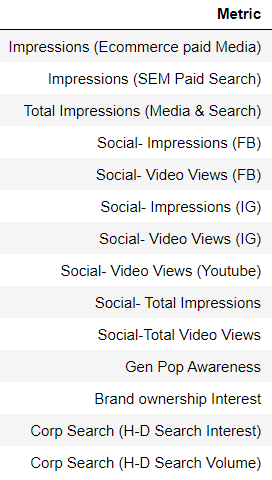 Metric
Impressions (Ecommerce paid Media)
Impressions (SEM Paid Search)
Total Impressions (Media & Search)
Social- Impressions (FB)
Social- Video Views (FB)
Social- Impressions (IG)
Social- Video Views (IG)
Social- Video Views (Youtube)
Social- Total Impressions
Social-Total Video Views
Gen Pop Awareness
Brand ownership Interest
Corp Search (H-D Search Interest)
Corp Search (H-D Search Volume)